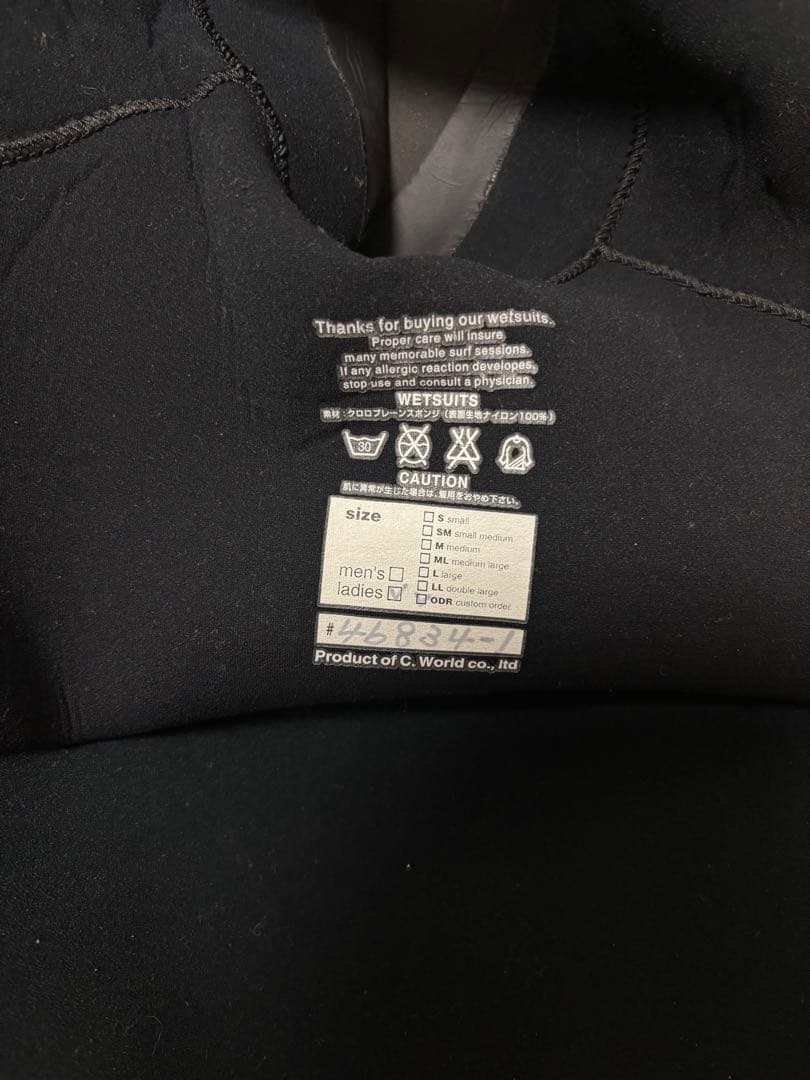 Thanks for buying our wetsuits.
Proper care will insure
many memorable surf sessions.
If any allergic reaction developes,
stop use and consult a physician.
WETSUITS
素材:クロロプレーンスポンジ(表面生地ナイロン100%)
30
CAUTION
肌に異常が生じた場合は、着用をおやめ下さい。
size
S small
SM small medium
M medium
ML medium large
L large
LL double large
ODR custom order
men's
ladies
#46834-1
Product of C. World co., ltd